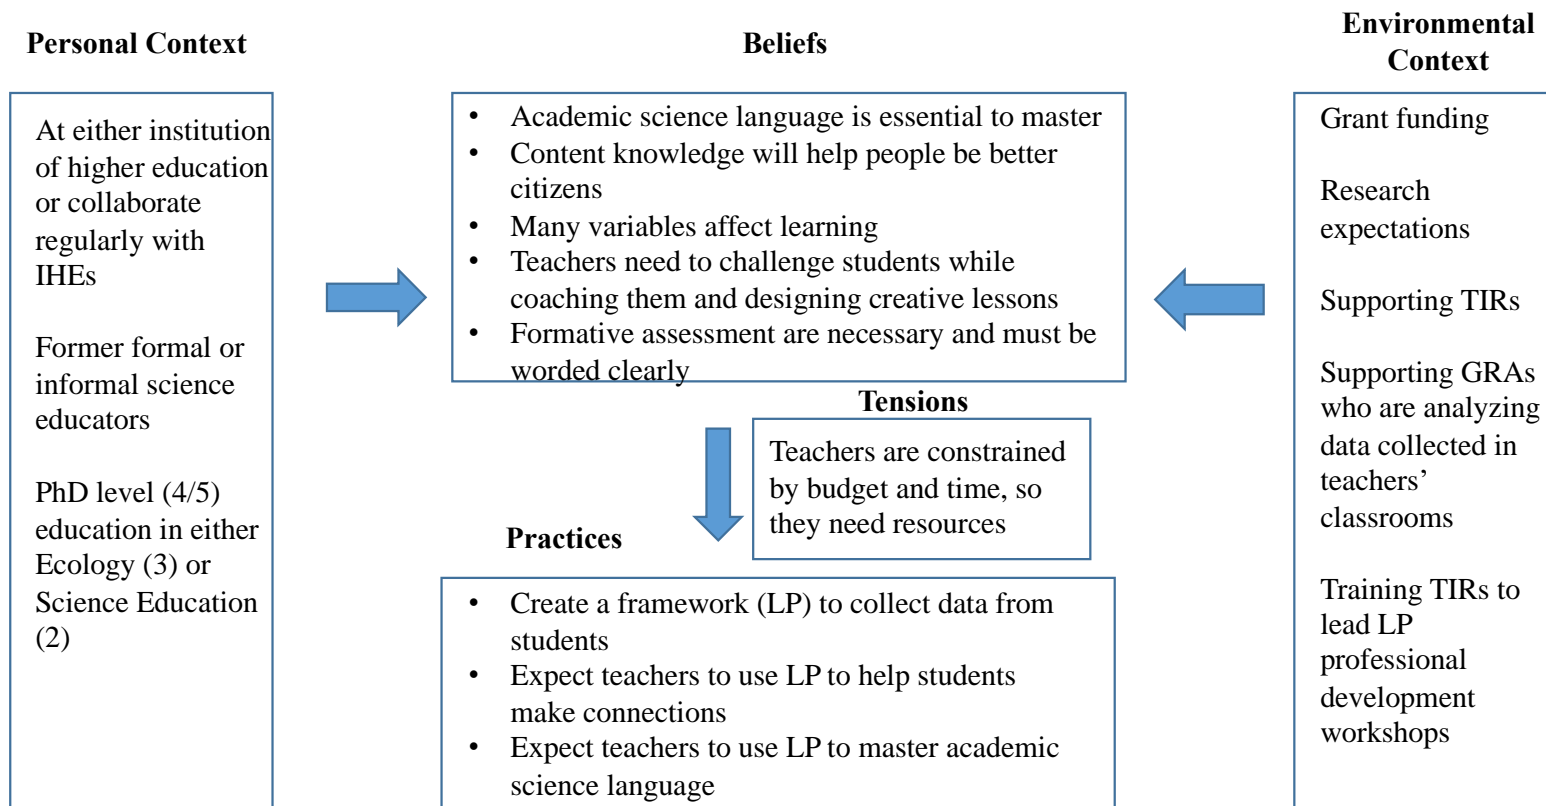 Personal Context
At either institution
of higher education
or collaborate
regularly with
IHEs
Former formal or
informal science
educators
PhD level (4/5)
education in either
Ecology (3) or
Science Education
(2)
Beliefs
• Academic science language is essential to master
• Content knowledge will help people be better
citizens
• Many variables affect learning
• Teachers need to challenge students while
coaching them and designing creative lessons
• Formative assessment are necessary and must be
worded clearly
Tensions
Teachers are constrained
by budget and time, so
they need resources
Practices
• Create a framework (LP) to collect data from
students
• Expect teachers to use LP to help students
make connections
• Expect teachers to use LP to master academic
science language
Environmental
Context
Grant funding
Research
expectations
Supporting TIRs
Supporting GRAs
who are analyzing
data collected in
teachers’
classrooms
Training TIRs to
lead LP
professional
development
workshops